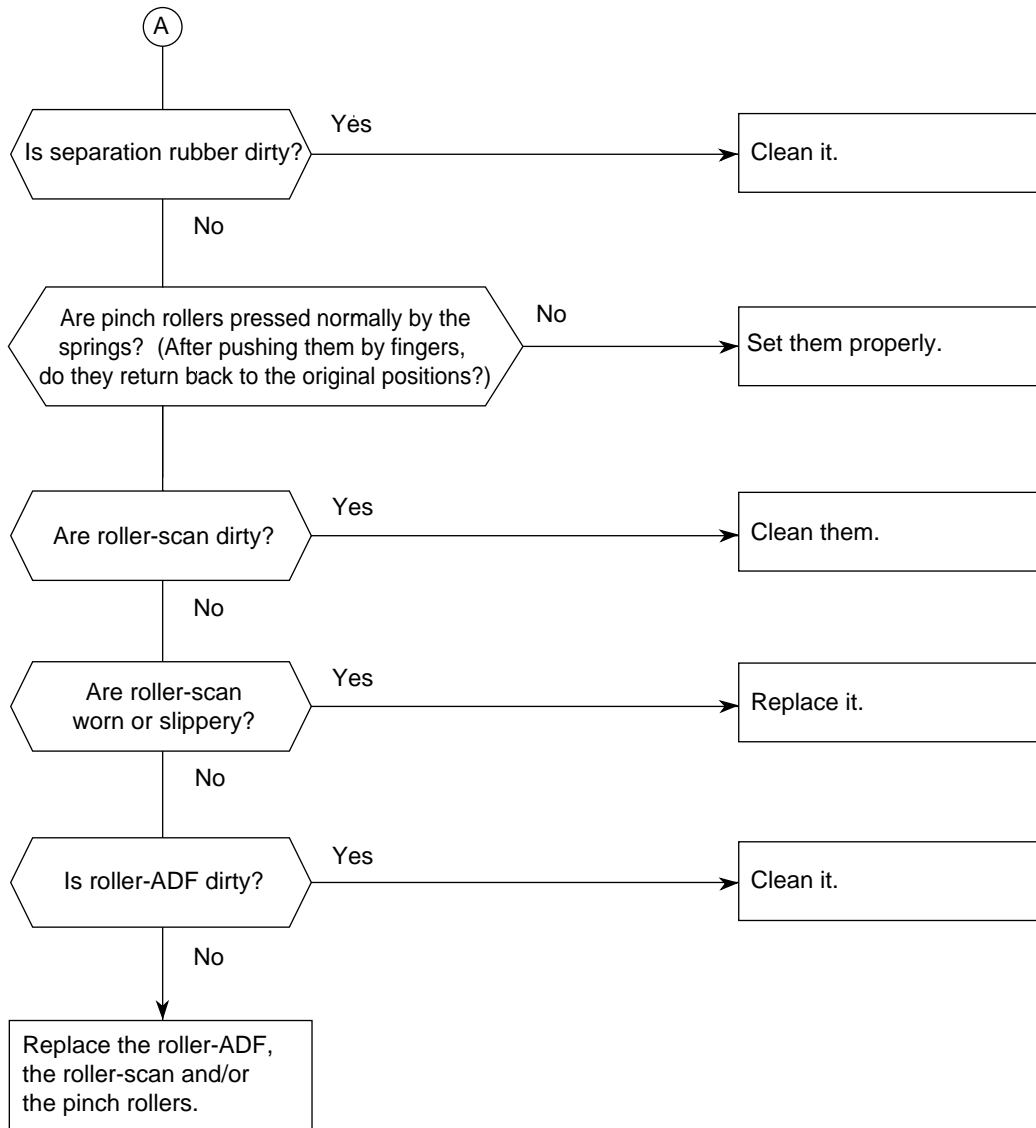 A
Is separation rubber dirty?
Yes
Clean it.
No
Are pinch rollers pressed normally by the
springs? (After pushing them by fingers,
do they return back to the original positions?)
No
Set them properly.
Are roller-scan dirty?
Yes
Clean them.
No
Are roller-scan
worn or slippery?
Yes
Replace it.
No
Is roller-ADF dirty?
Yes
Clean it.
No
Replace the roller-ADF,
the roller-scan and/or
the pinch rollers.